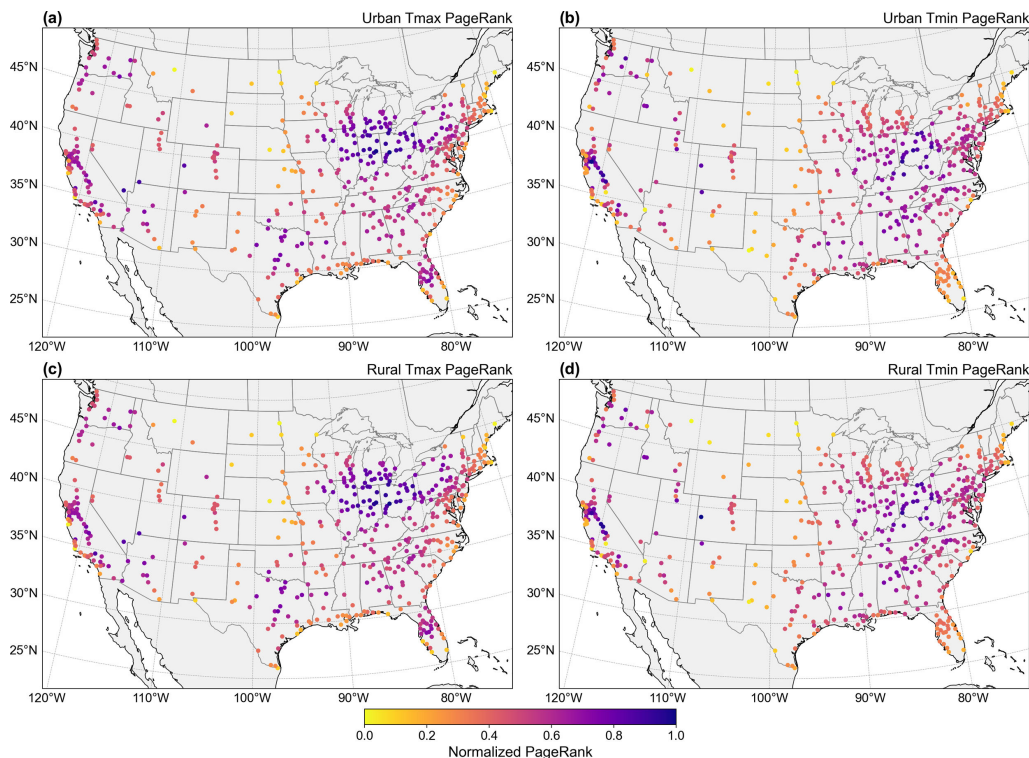 (a) Urban Tmax PageRank
(b) Urban Tmin PageRank
45°N
40°N
35°N
30°N
25°N
120°W 110°W 100°W 90°W 80°W
45°N
40°N
35°N
30°N
25°N
120°W 110°W 100°W 90°W 80°W
(c) Rural Tmax PageRank
(d) Rural Tmin PageRank
45°N
40°N
35°N
30°N
25°N
120°W 110°W 100°W 90°W 80°W
45°N
40°N
35°N
30°N
25°N
120°W 110°W 100°W 90°W 80°W
0.0 0.2 0.4 0.6 0.8 1.0
Normalized PageRank